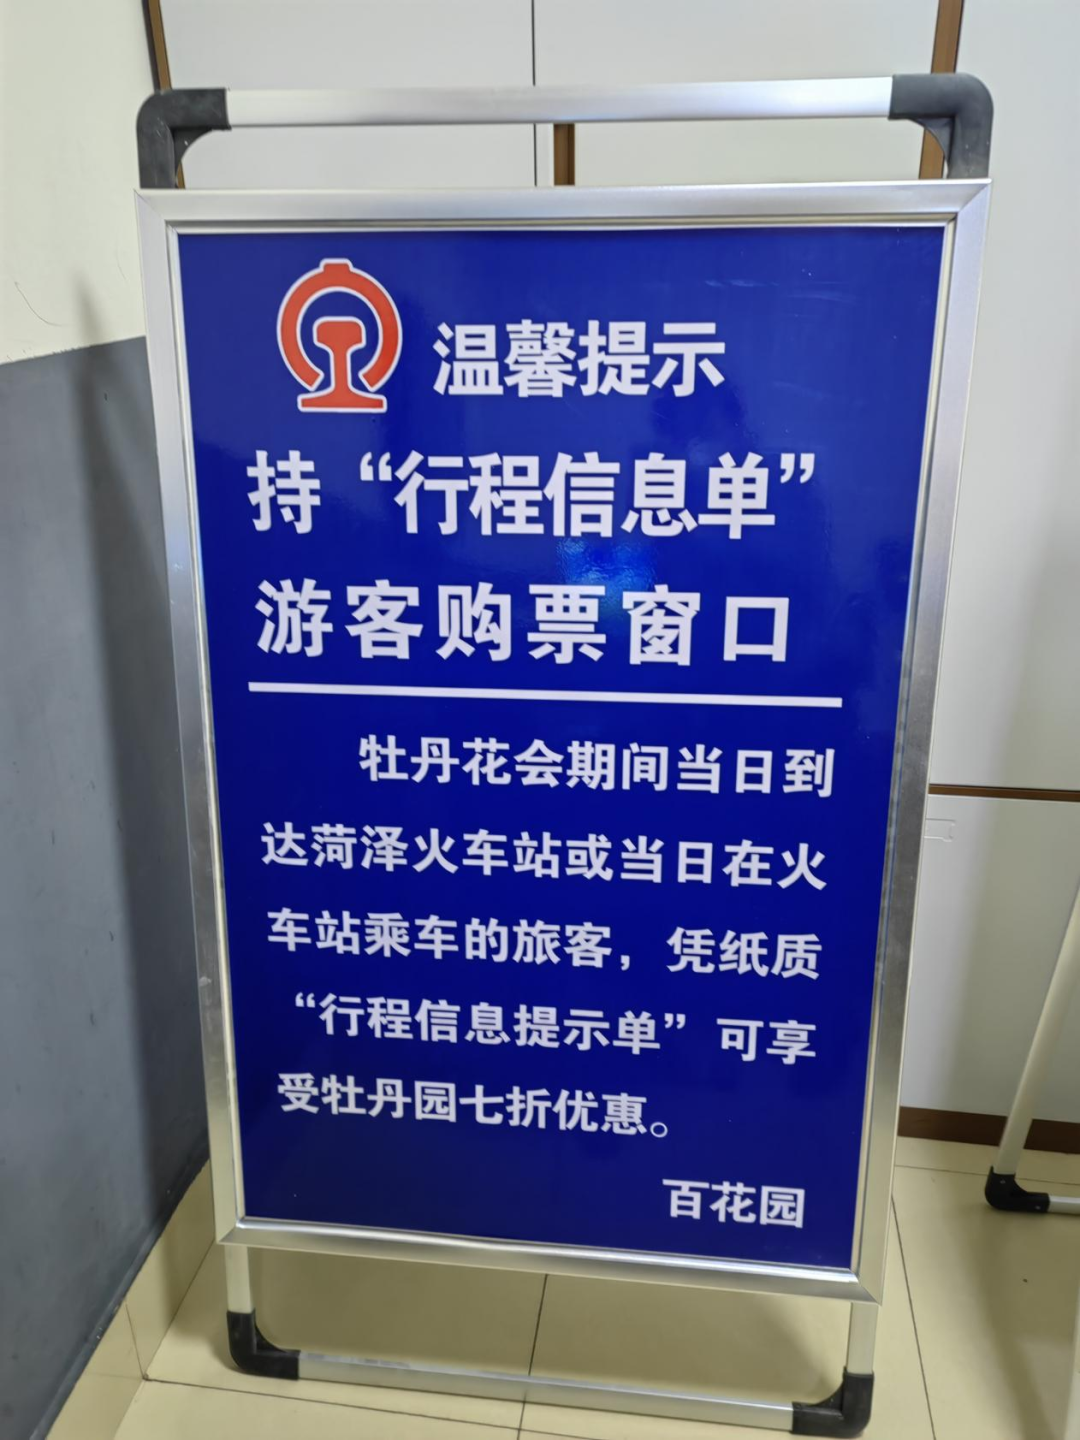 温馨提示
持“行程信息单”
游客购票窗口
牡丹花会期间当日到
达菏泽火车站或当日在火
车站乘车的旅客，凭纸质
“行程信息提示单”可享
受牡丹园七折优惠。
百花园